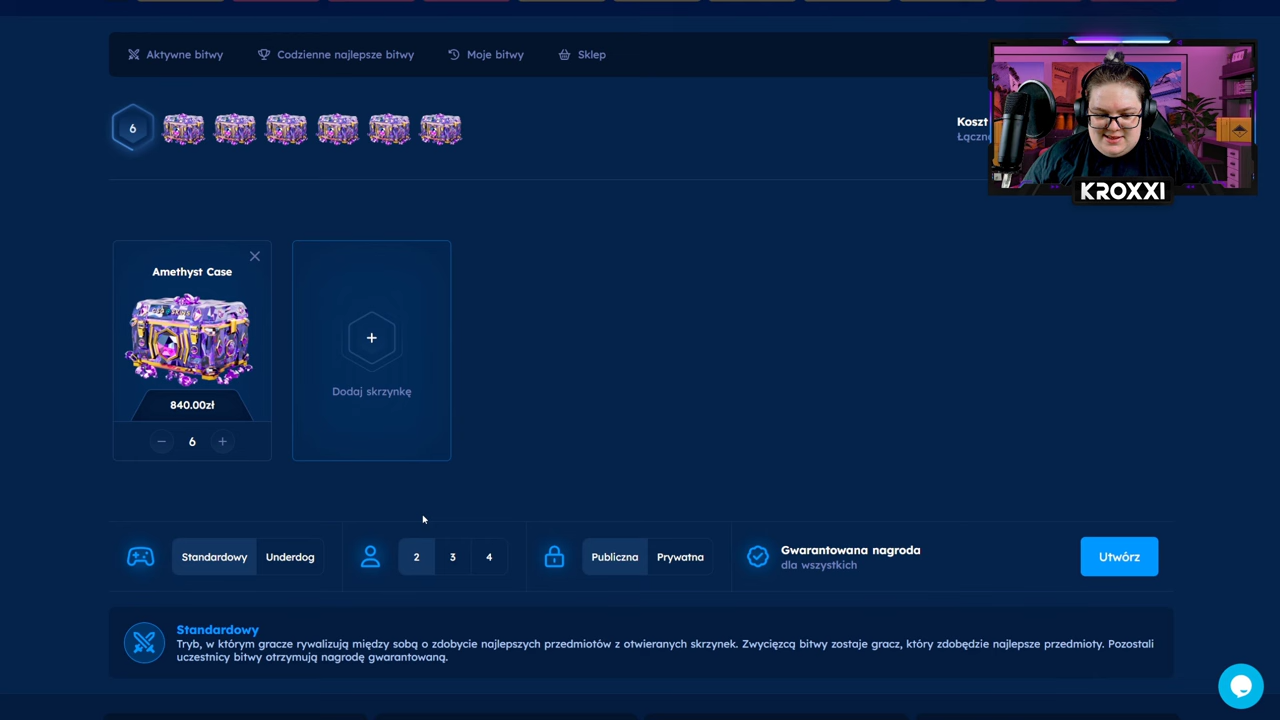 Aktywne bitwy
Codzienne najlepsze bitwy
Moje bitwy
Sklep
6
Koszt
Łączn
KROXXI
Amethyst Case
840.00zł
6
Dodaj skrzynkę
Standardowy
Underdog
2
3
4
Publiczna
Prywatna
Gwarantowana nagroda
dla wszystkich
Utwórz
Standardowy
Tryb, w którym gracze rywalizują między sobą o zdobycie najlepszych przedmiotów z otwieranych skrzynek. Zwycięzcą bitwy zostaje gracz, który zdobędzie najlepsze przedmioty. Pozostali
uczestnicy bitwy otrzymują nagrodę gwarantowaną.